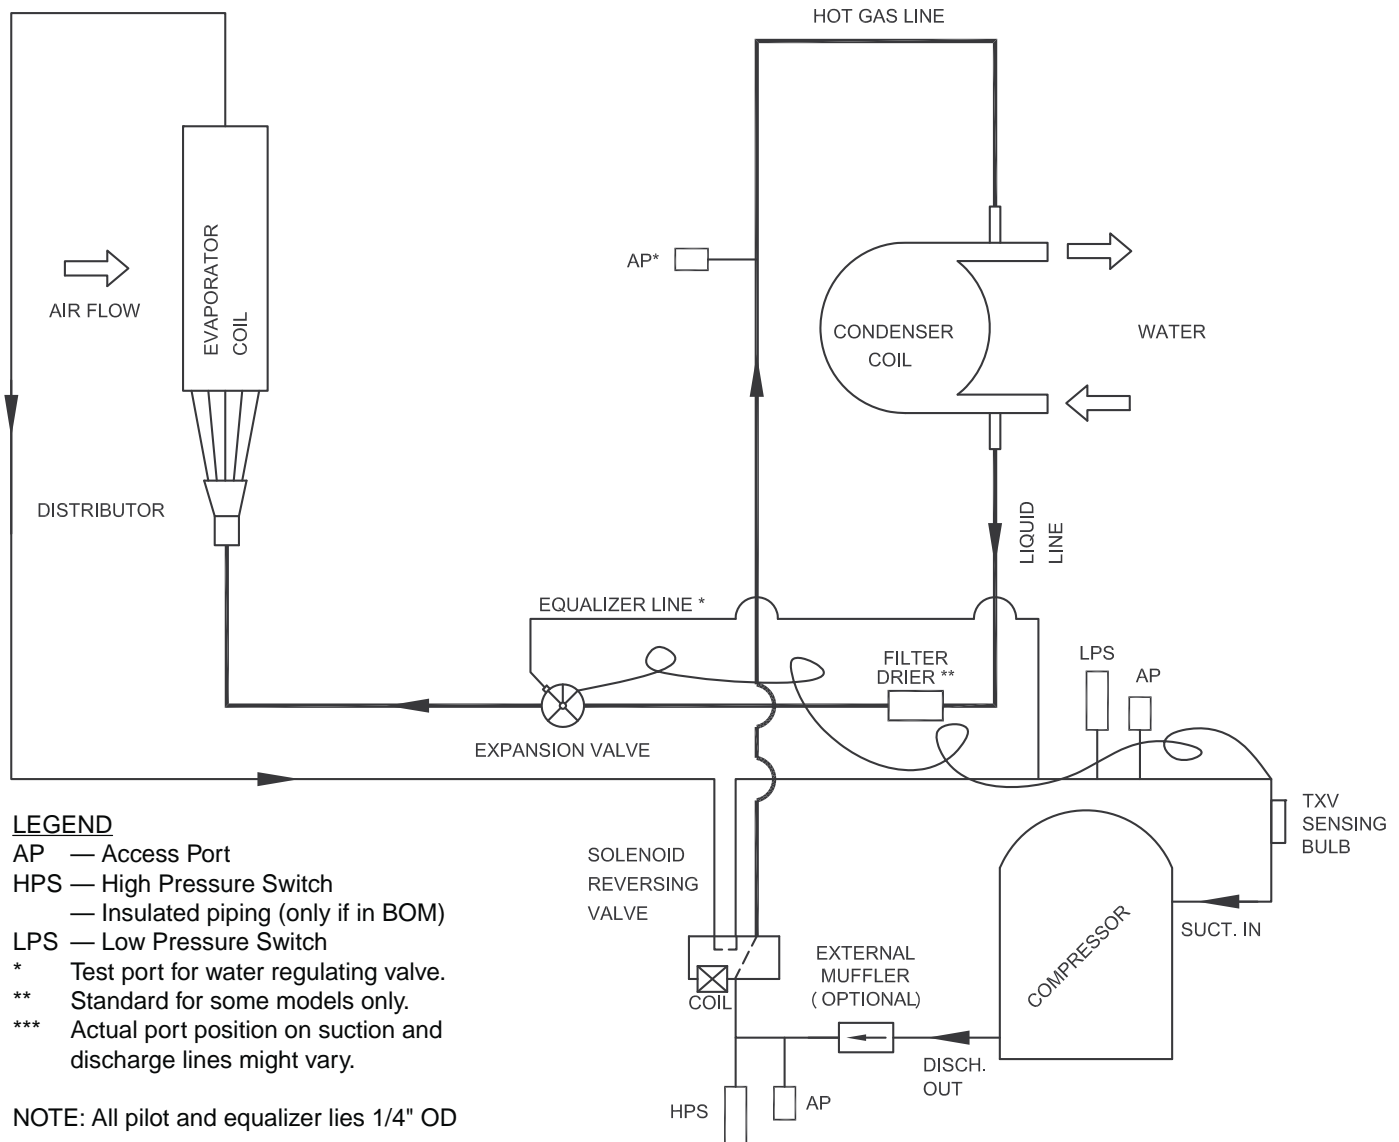 HOT GAS LINE
AP*
EVAPORATOR
COIL
AIR FLOW
CONDENSER
COIL
WATER
DISTRIBUTOR
LIQUID
LINE
EQUALIZER LINE *
FILTER
DRIER **
LPS
AP
EXPANSION VALVE
TXV
SENSING
BULB
SOLENOID
REVERSING
VALVE
COMPRESSOR
SUCT. IN
EXTERNAL
MUFFLER
( OPTIONAL)
COIL
DISCH.
OUT
HPS
AP
LEGEND
AP — Access Port
HPS — High Pressure Switch
— Insulated piping (only if in BOM)
LPS — Low Pressure Switch
* Test port for water regulating valve.
** Standard for some models only.
*** Actual port position on suction and
discharge lines might vary.
NOTE: All pilot and equalizer lies 1/4" OD